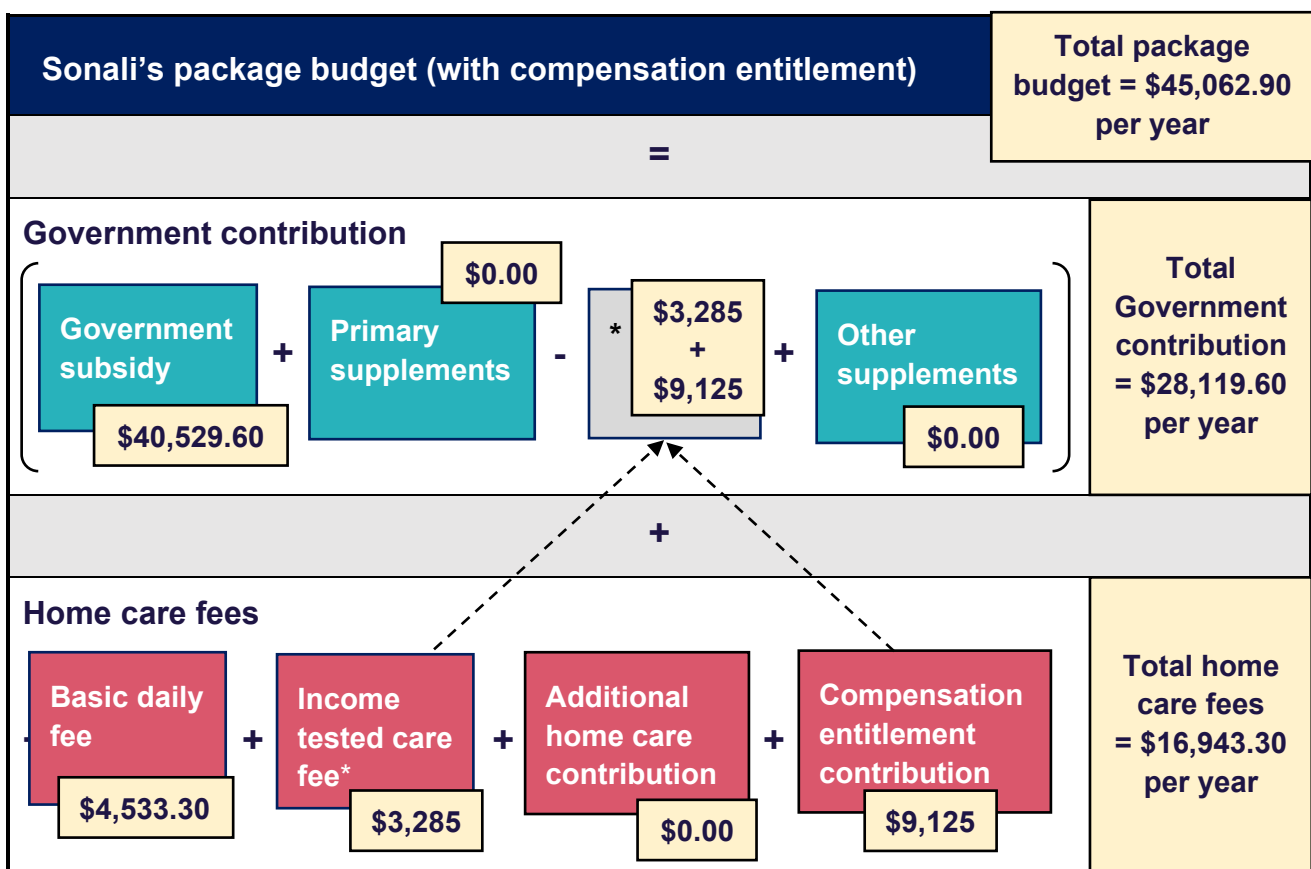 Sonali's package budget (with compensation entitlement)
Total package
budget = $45,062.90
per year
=
Government contribution
Government
subsidy
$40,529.60
+
Primary
supplements
$0.00
-
*
$3,285
+
$9,125
+
Other
supplements
$0.00
Total
Government
contribution
= $28,119.60
per year
+
Home care fees
Basic daily
fee
$4,533.30
+
Income
tested care
fee*
$3,285
+
Additional
home care
contribution
$0.00
+
Compensation
entitlement
contribution
$9,125
Total home
care fees
= $16,943.30
per year